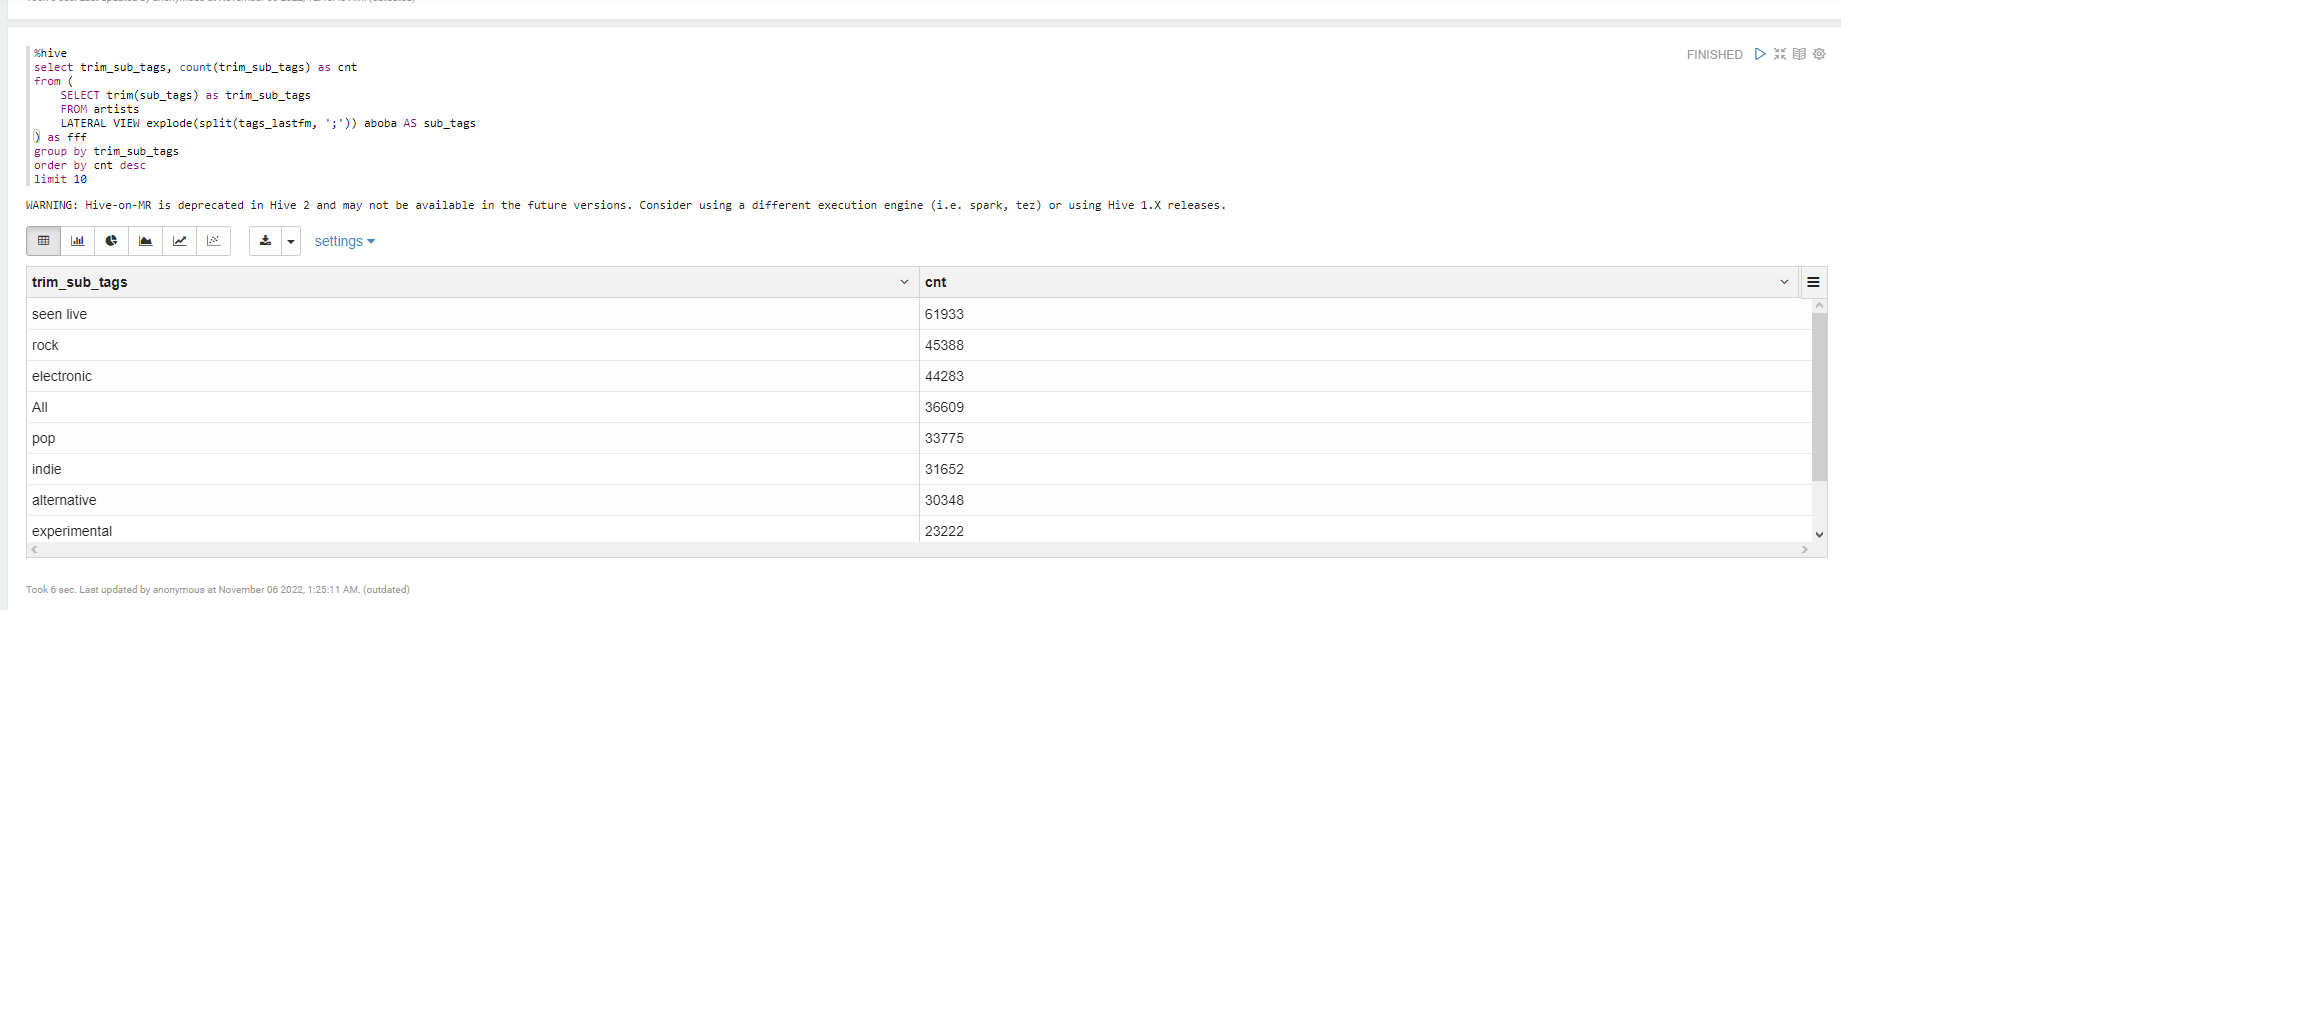 %hive
select trim_sub_tags, count(trim_sub_tags) as cnt
from (
    SELECT trim(sub_tags) as trim_sub_tags
    FROM artists
    LATERAL VIEW explode(split(tags_lastfm, ';')) aboba AS sub_tags
) as fff
group by trim_sub_tags
order by cnt desc
limit 10
FINISHED
WARNING: Hive-on-MR is deprecated in Hive 2 and may not be available in the future versions. Consider using a different execution engine (i.e. spark, tez) or using Hive 1.X releases.
settings
trim_sub_tags cnt
seen live 61933
rock 45388
electronic 44283
All 36609
pop 33775
indie 31652
alternative 30348
experimental 23222
Took 6 sec. Last updated by anonymous at November 06 2022, 1:25:11 AM. (outdated)